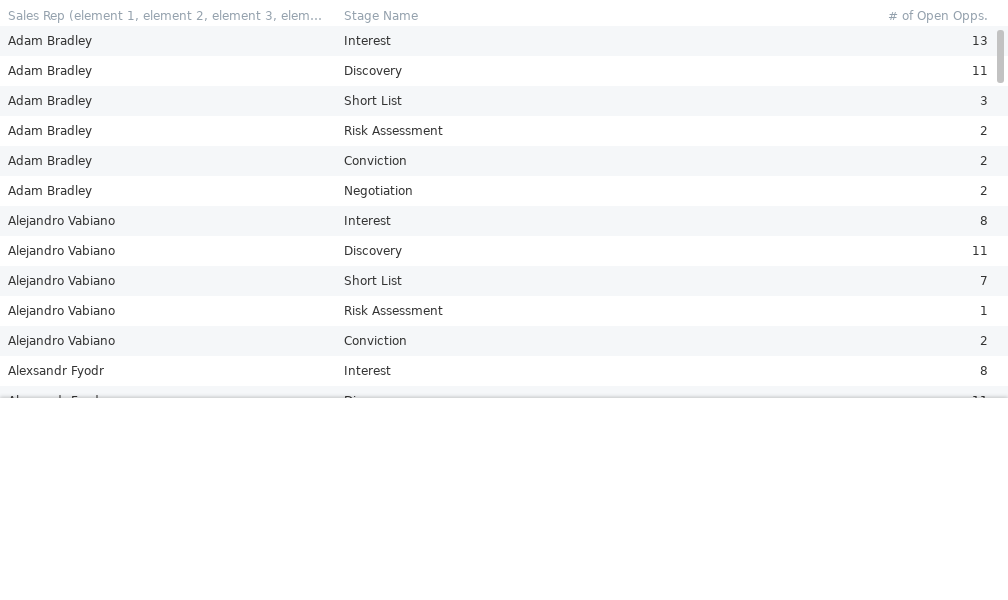 Sales Rep (element 1, element 2, element 3, elem… Stage Name # of Open Opps.
Adam Bradley Interest 13
Adam Bradley Discovery 11
Adam Bradley Short List 3
Adam Bradley Risk Assessment 2
Adam Bradley Conviction 2
Adam Bradley Negotiation 2
Alejandro Vabiano Interest 8
Alejandro Vabiano Discovery 11
Alejandro Vabiano Short List 7
Alejandro Vabiano Risk Assessment 1
Alejandro Vabiano Conviction 2
Alexsandr Fyodr Interest 8